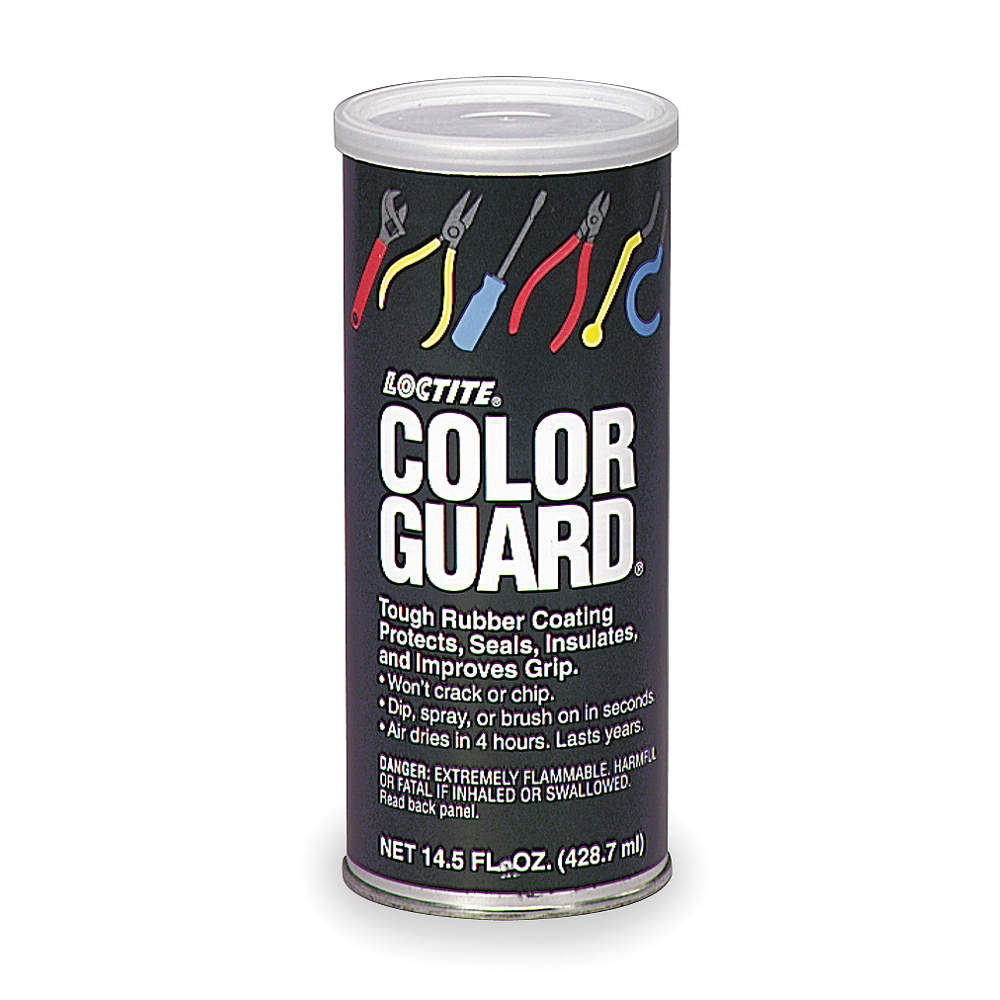 LOCTITE®
COLOR
GUARD®
Tough Rubber Coating
Protects, Seals, Insulates,
and Improves Grip.
• Won't crack or chip.
• Dip, spray, or brush on in seconds.
• Air dries in 4 hours. Lasts years.
DANGER: EXTREMELY FLAMMABLE. HARMFUL
OR FATAL IF INHALED OR SWALLOWED.
Read back panel.
NET 14.5 FL. OZ. (428.7 ml)